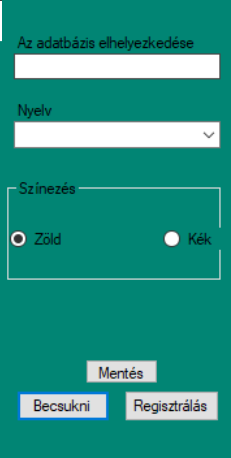 Az adatbázis elhelyezkedése
Nyelv
Színezés
Zöld Kék
Mentés
Becsukni Regisztrálás